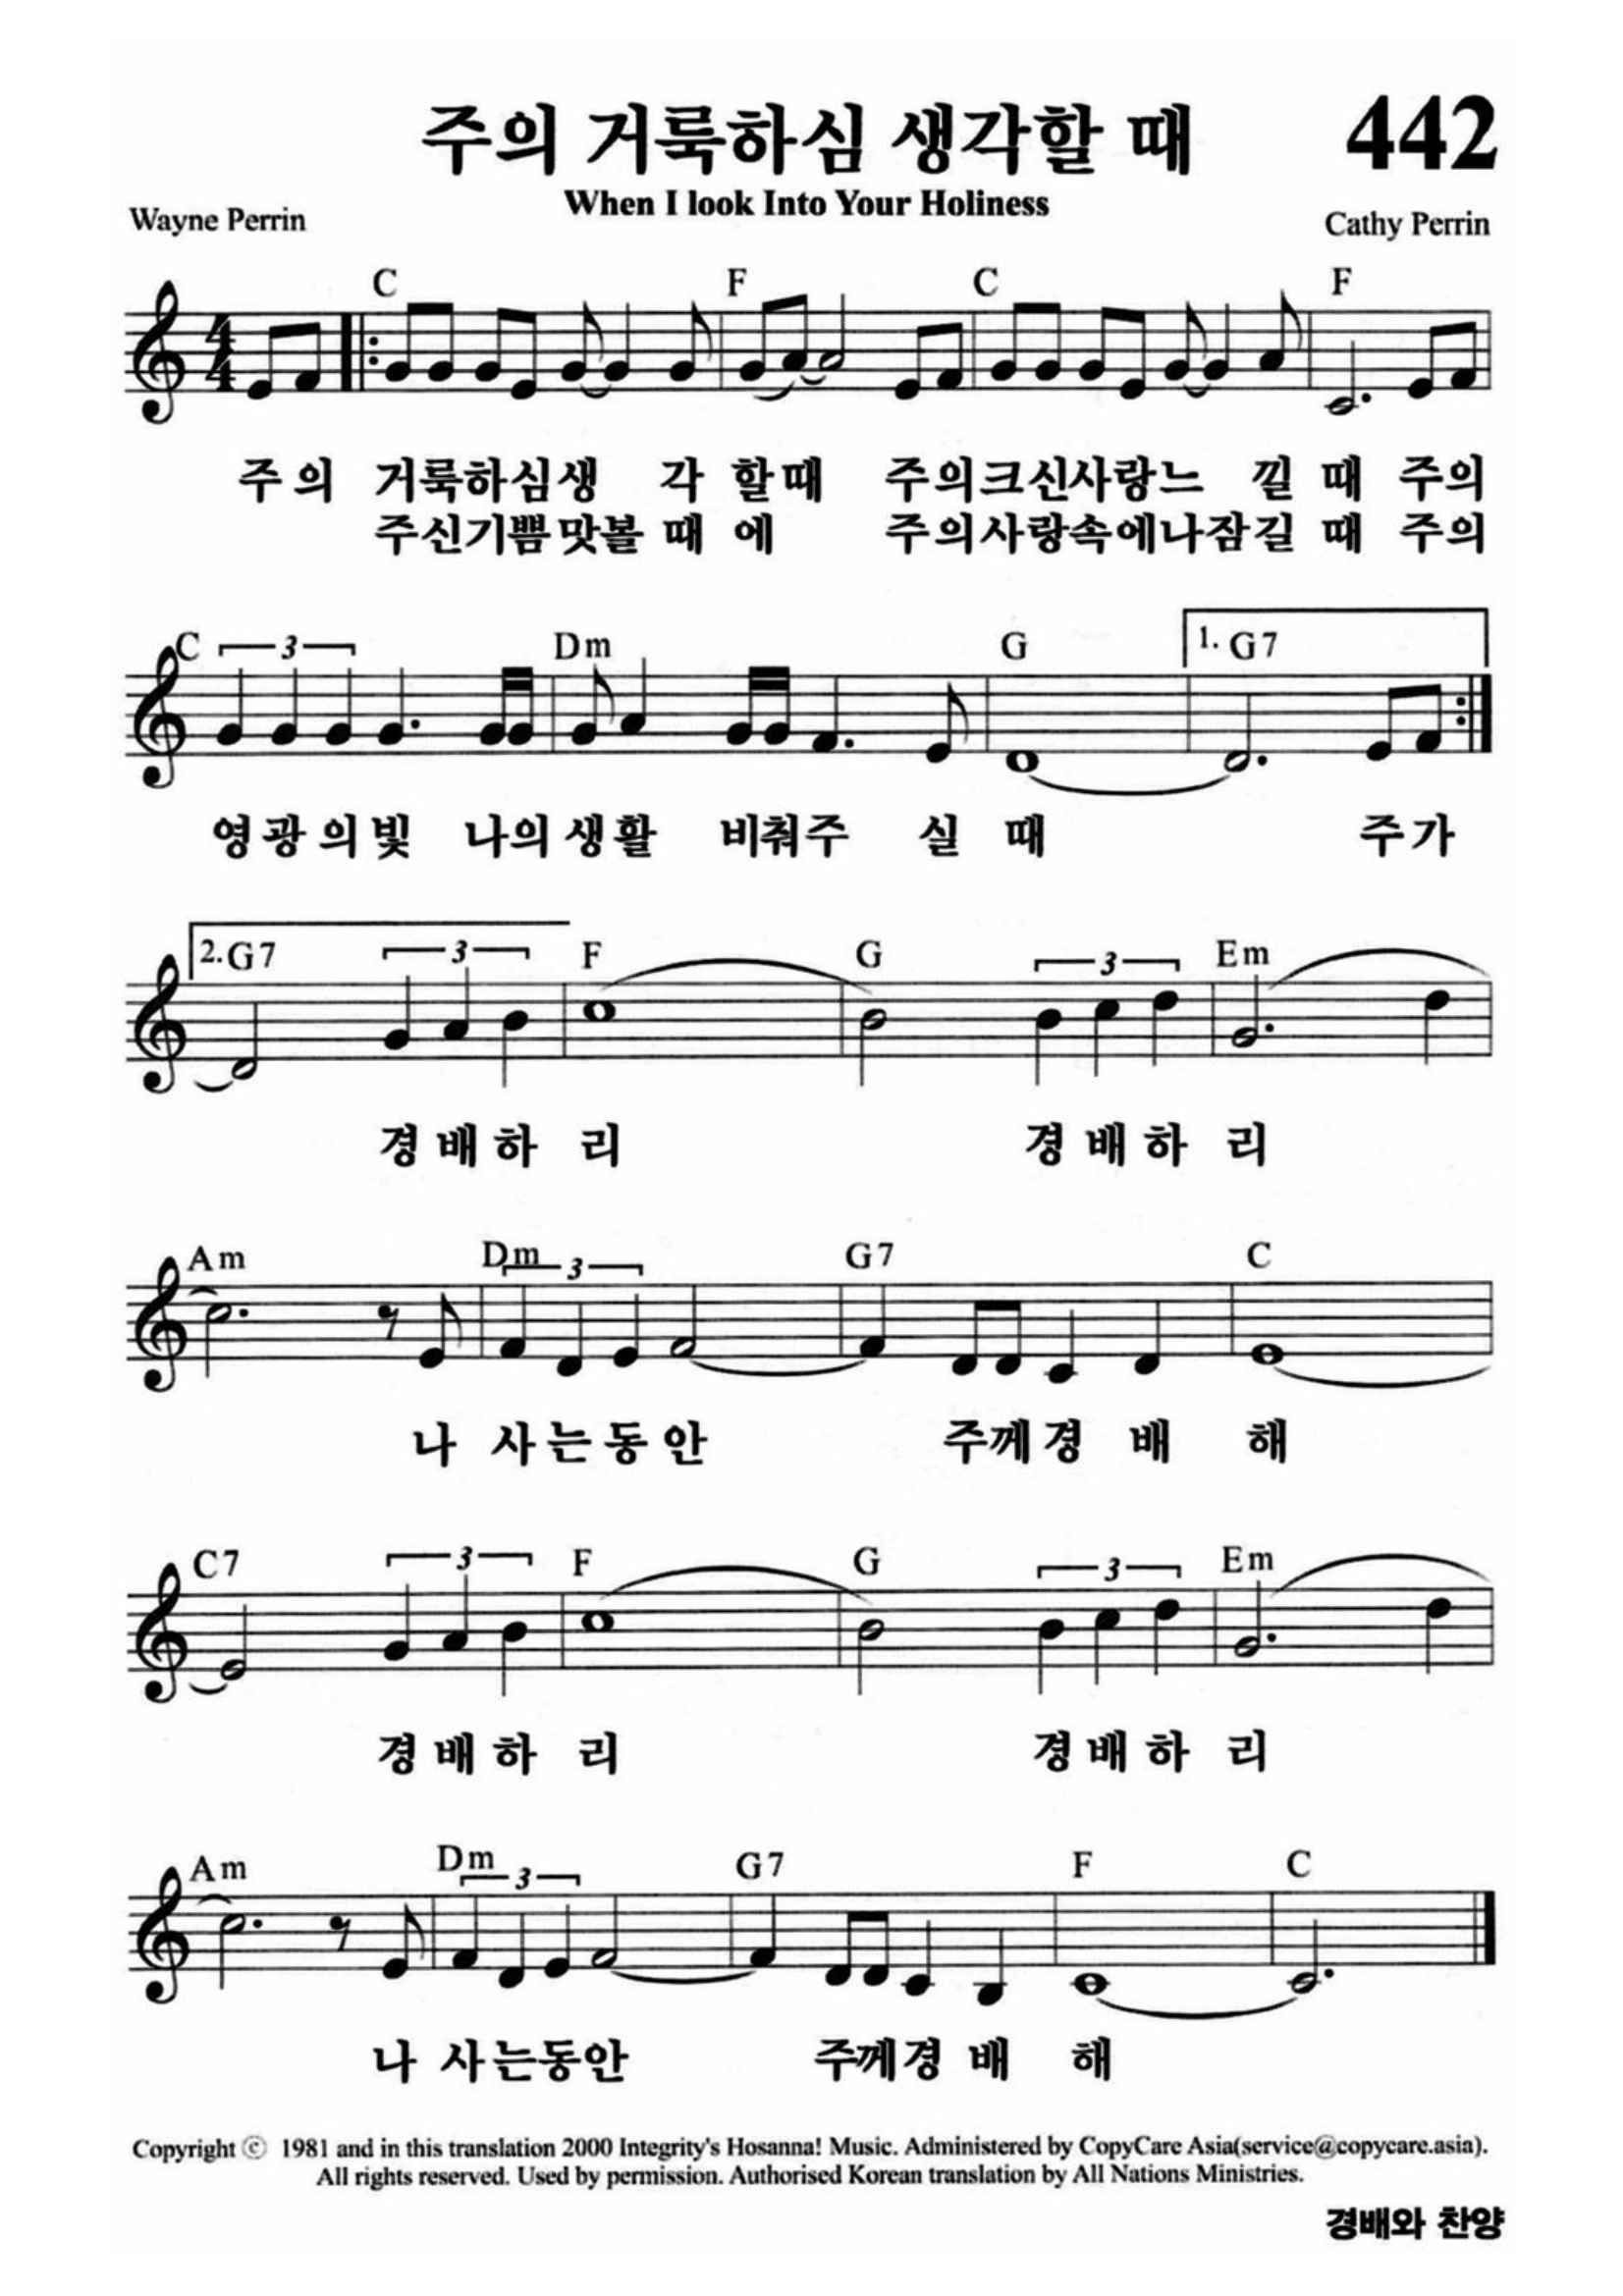 주의 거룩하심 생각할 때 442
When I look Into Your Holiness
Wayne Perrin Cathy Perrin
C F C F
주의 거룩하심생 각 할때 주의크신사랑느 낄 때 주의
주신기쁨맛볼 때 에 주의사랑속에나잠길 때 주의
C 3 Dm G 1. G7
영광의빛 나의생활 비춰주 실 때 주가
2. G7 3 F G 3 Em
경배하 리 경배하 리
Am Dm 3 G7 C
나 사는동안 주께경 배 해
C7 3 F G 3 Em
경배하 리 경배하 리
Am Dm 3 G7 F C
나 사는동안 주께경 배 해
Copyright ⓒ 1981 and in this translation 2000 Integrity's Hosanna! Music. Administered by CopyCare Asia(service@copycare.asia).
All rights reserved. Used by permission. Authorised Korean translation by All Nations Ministries.
경배와 찬양